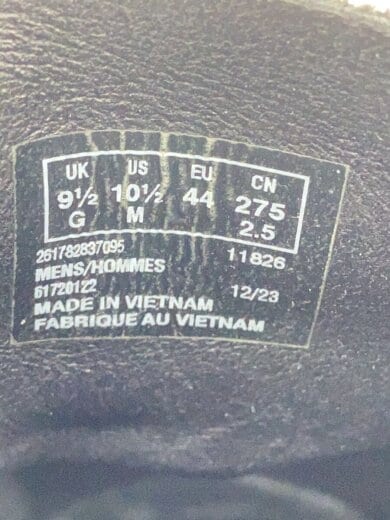 UK US EU CN
9½ 10½ 44 275
G M 2.5
261782837095 11826
MENS/HOMMES
61720122 12/23
MADE IN VIETNAM
FABRIQUE AU VIETNAM